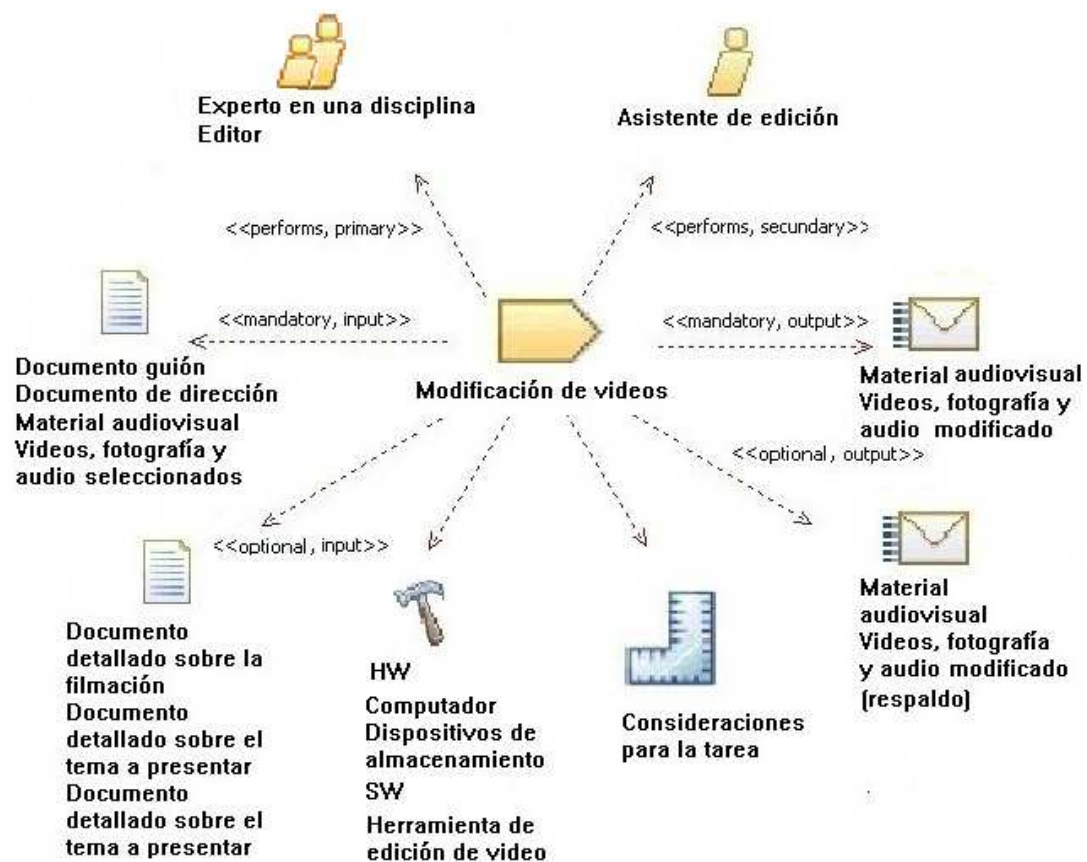 Experto en una disciplina
Editor
Asistente de edición
<<performs, primary>>
<<performs, secundary>>
<<mandatory, input>>
<<mandatory, output>>
Documento guión
Documento de dirección
Material audiovisual
Videos, fotografía y
audio seleccionados
Modificación de videos
Material audiovisual
Videos, fotografía y
audio modificado
<<optional, output>>
<<optional, input>>
Documento
detallado sobre la
filmación
Documento
detallado sobre el
tema a presentar
Documento
detallado sobre el
tema a presentar
HW
Computador
Dispositivos de
almacenamiento
SW
Herramienta de
edición de video
Consideraciones
para la tarea
Material
audiovisual
Videos, fotografía
y audio modificado
(respaldo)